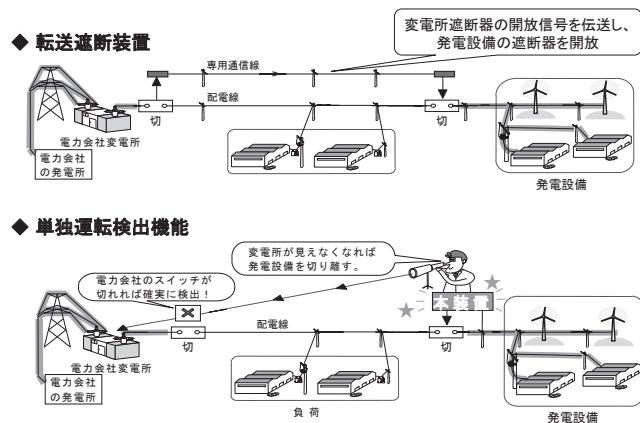 ◆ 転送遮断装置
変電所遮断器の開放信号を伝送し、
発電設備の遮断器を開放
専用通信線
配電線
切
切
電力会社変電所
電力会社
の発電所
発電設備
◆ 単独運転検出機能
変電所が見えなくなれば
発電設備を切り離す。
電力会社のスイッチが
切れれば確実に検出！
本装置
配電線
切
切
電力会社変電所
電力会社
の発電所
負荷
発電設備